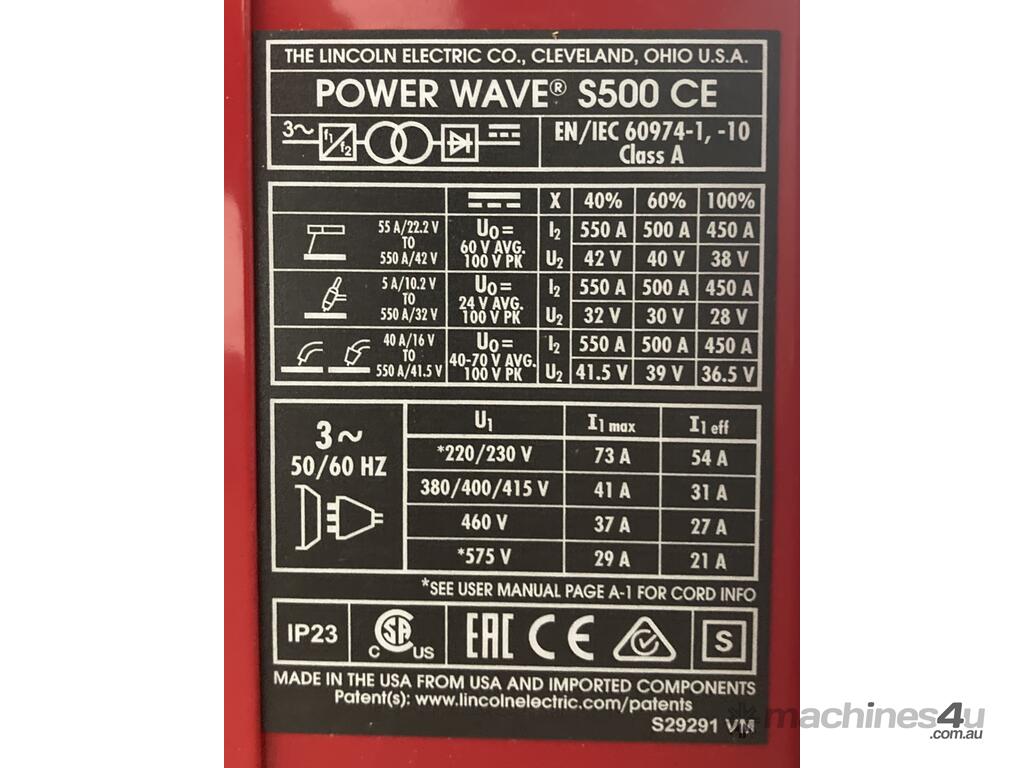 THE LINCOLN ELECTRIC CO., CLEVELAND, OHIO U.S.A.
POWER WAVE® S500 CE
3~ f1 f2
EN/IEC 60974-1, -10
Class A
X 40% 60% 100%
55 A/22.2 V TO 550 A/42 V
U0= 60 V AVG. 100 V PK
I2 550 A 500 A 450 A
U2 42 V 40 V 38 V
5 A/10.2 V TO 550 A/32 V
U0= 24 V AVG. 100 V PK
I2 550 A 500 A 450 A
U2 32 V 30 V 28 V
40 A/16 V TO 550 A/41.5 V
U0= 40-70 V AVG. 100 V PK
I2 550 A 500 A 450 A
U2 41.5 V 39 V 36.5 V
3~
50/60 HZ
U1 I1 max I1 eff
*220/230 V 73 A 54 A
380/400/415 V 41 A 31 A
460 V 37 A 27 A
*575 V 29 A 21 A
*SEE USER MANUAL PAGE A-1 FOR CORD INFO
IP23 C SA US EAC CE S
MADE IN THE USA FROM USA AND IMPORTED COMPONENTS
Patent(s): www.lincolnelectric.com/patents
S29291 VM
machines4u
.com.au